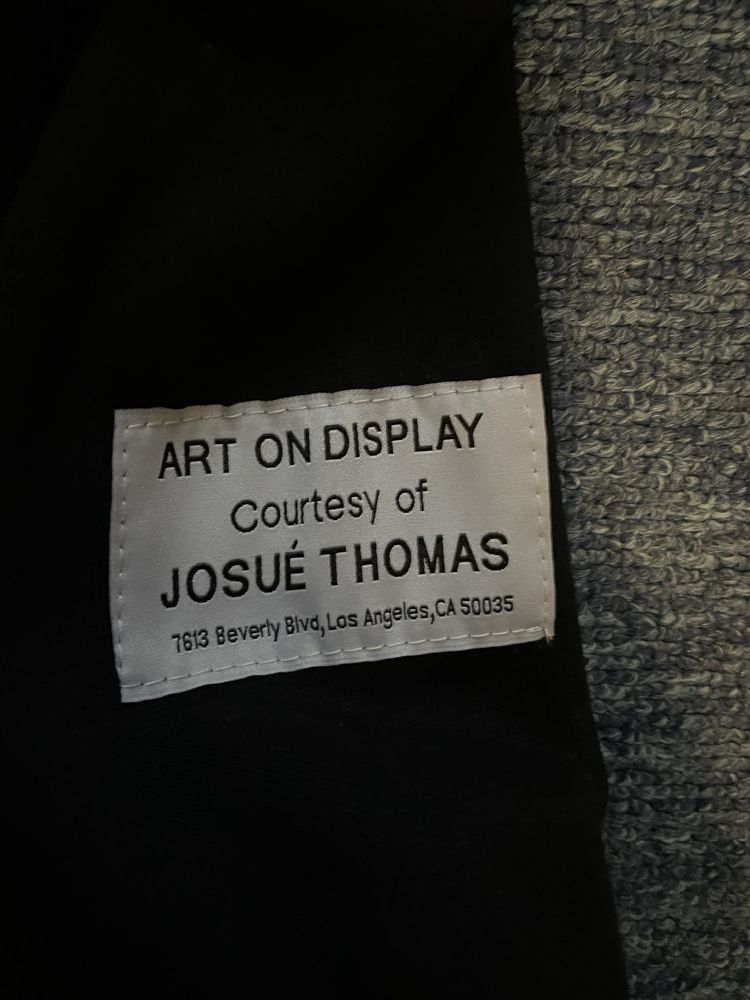 ART ON DISPLAY
Courtesy of
JOSUÉ THOMAS
7613 Beverly Blvd, Los Angeles, CA 50035